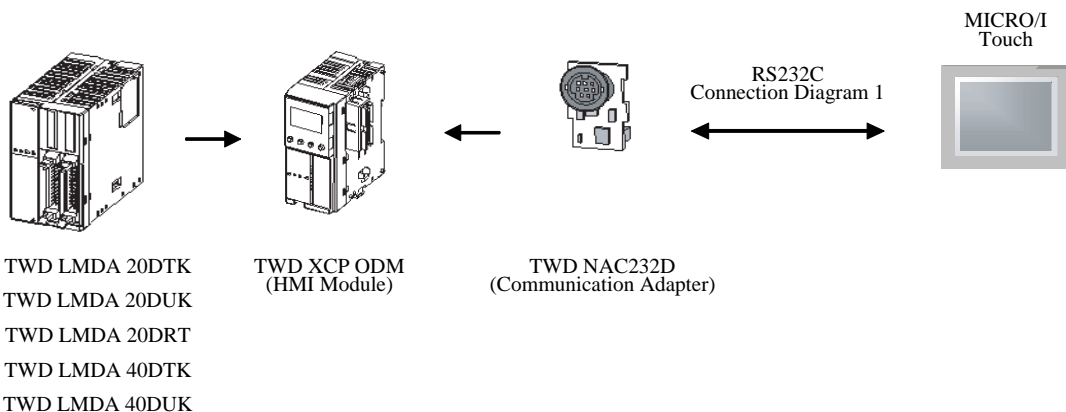 MICRO/I
Touch
RS232C
Connection Diagram 1
TWD LMDA 20DTK
TWD LMDA 20DUK
TWD LMDA 20DRT
TWD LMDA 40DTK
TWD LMDA 40DUK
TWD XCP ODM
(HMI Module)
TWD NAC232D
(Communication Adapter)